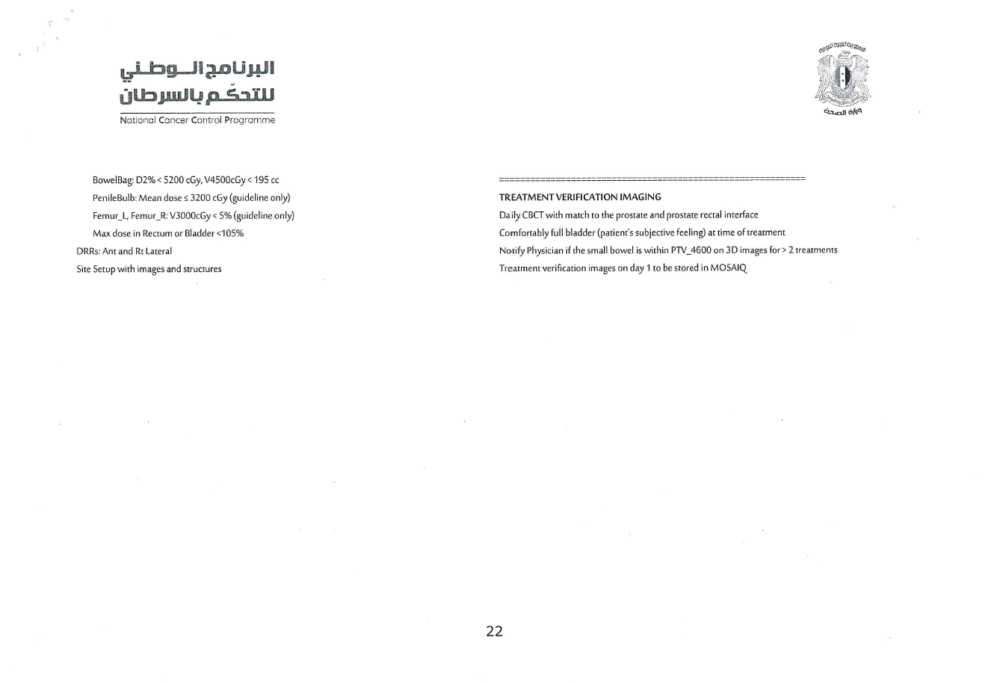 البرنامج الوطني
للتحكّم بالسرطان
National Cancer Control Programme
الجمهورية العربية السورية
وزارة الصحة
BowelBag: D2% < 5200 cGy, V4500cGy < 195 cc
PenileBulb: Mean dose ≤ 3200 cGy (guideline only)
Femur_L, Femur_R: V3000cGy < 5% (guideline only)
Max dose in Rectum or Bladder <105%
DRRs: Ant and Rt Lateral
Site Setup with images and structures
============================================================
TREATMENT VERIFICATION IMAGING
Daily CBCT with match to the prostate and prostate rectal interface
Comfortably full bladder (patient's subjective feeling) at time of treatment
Notify Physician if the small bowel is within PTV_4600 on 3D images for > 2 treatments
Treatment verification images on day 1 to be stored in MOSAIQ
22